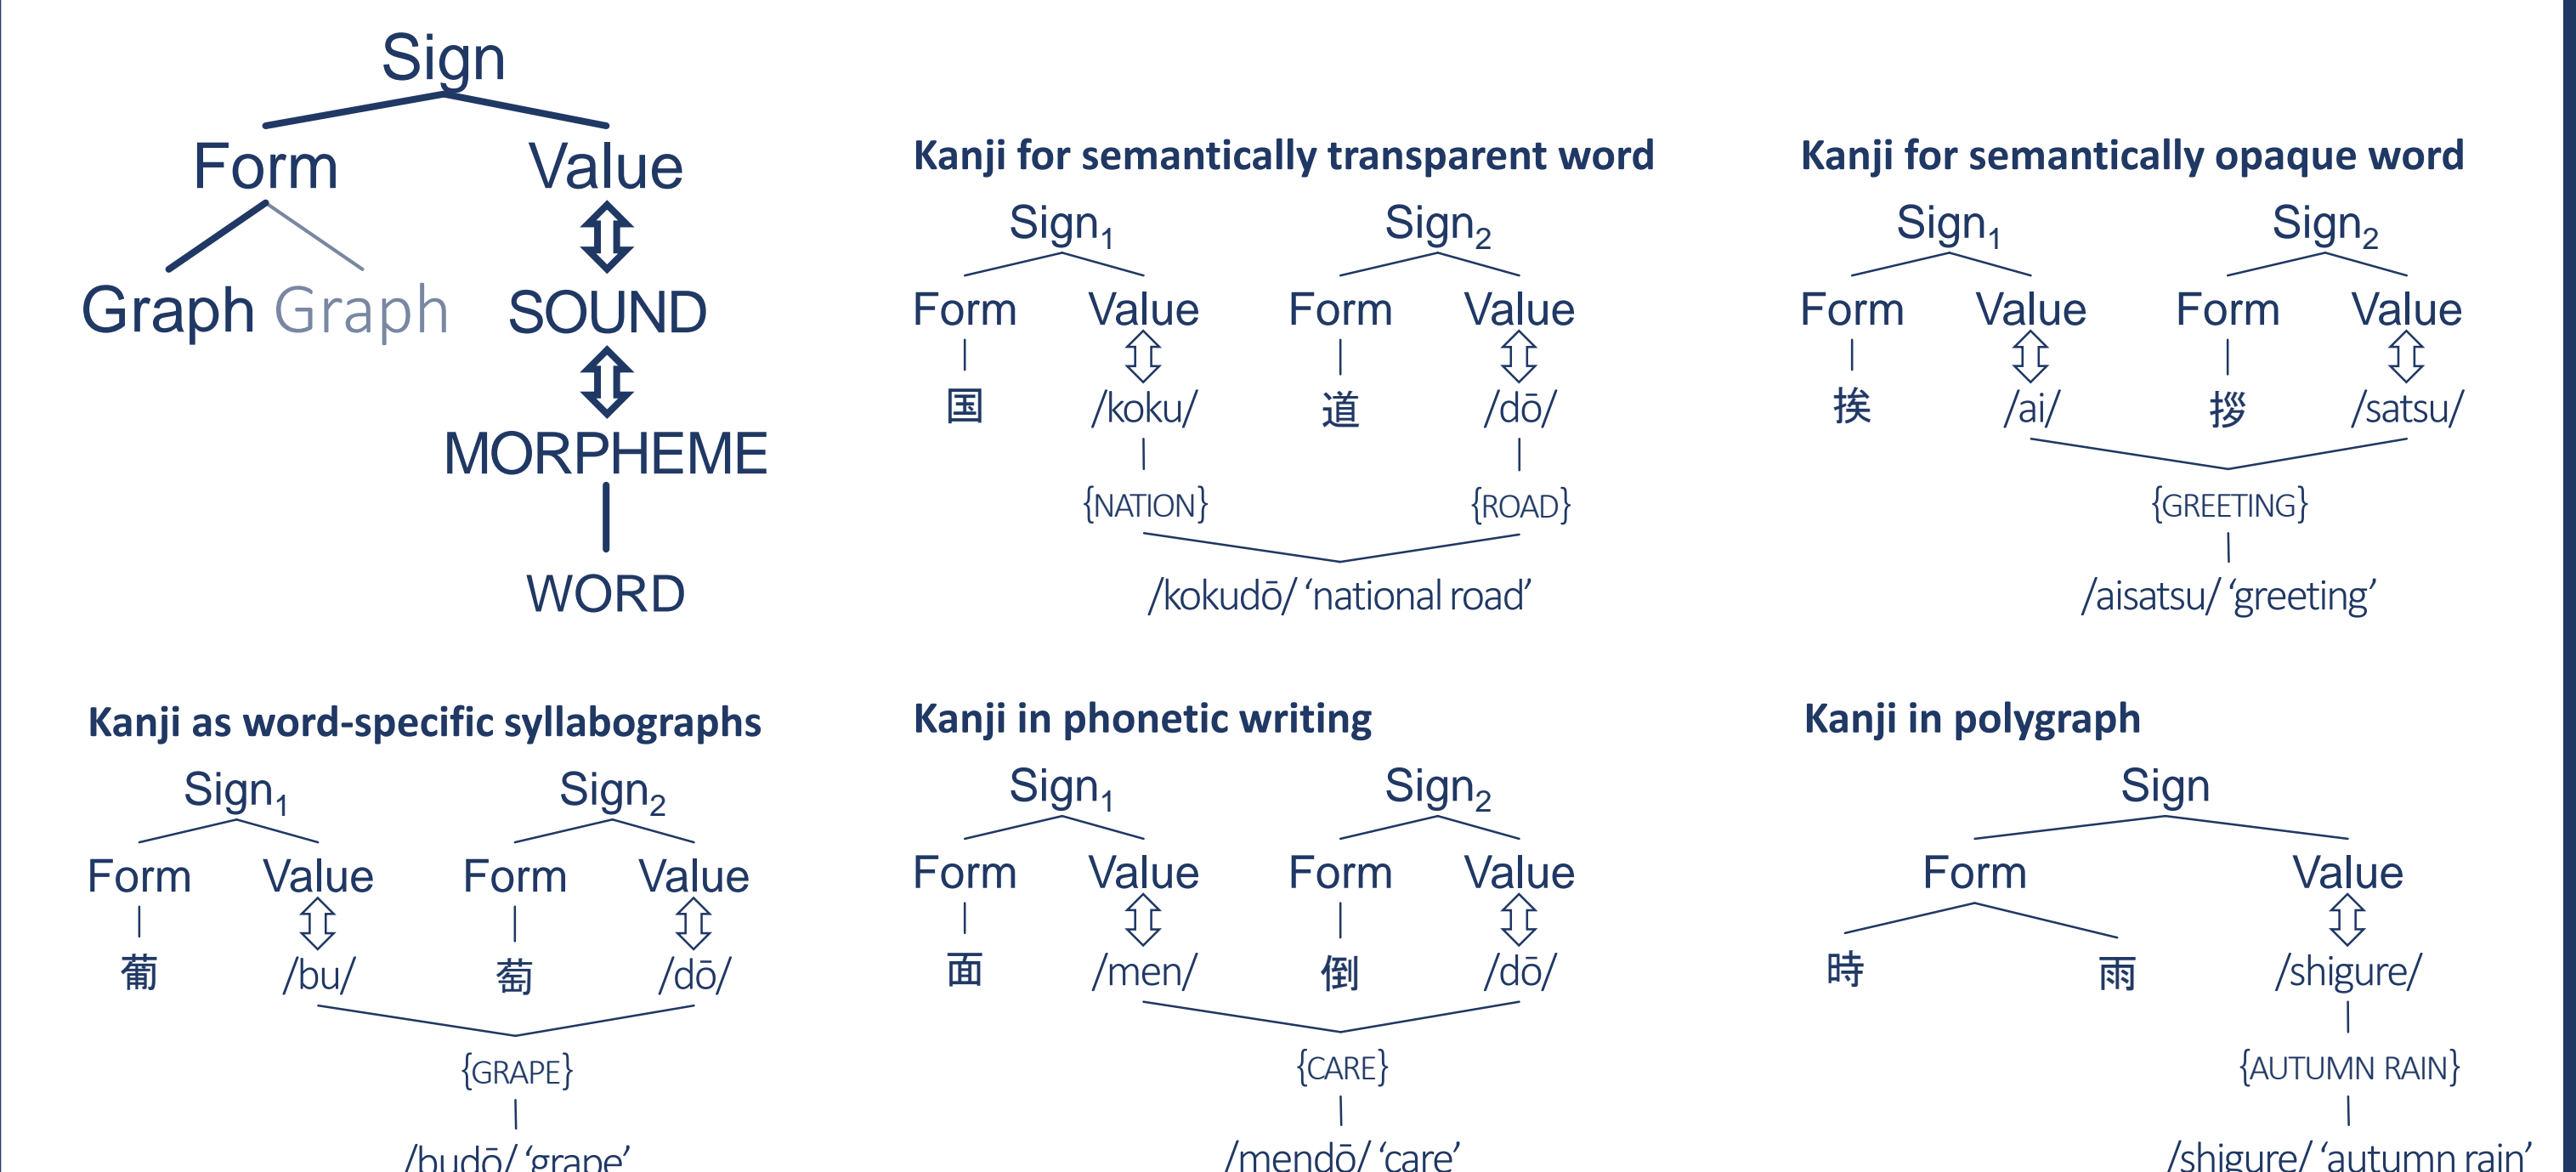 Sign
Form Value
Graph Graph SOUND
MORPHEME
WORD
Kanji for semantically transparent word
Sign1 Sign2
Form Value Form Value
国 /koku/ 道 /dō/
{NATION} {ROAD}
/kokudō/ ‘national road’
Kanji for semantically opaque word
Sign1 Sign2
Form Value Form Value
挨 /ai/ 拶 /satsu/
{GREETING}
/aisatsu/ ‘greeting’
Kanji as word-specific syllabographs
Sign1 Sign2
Form Value Form Value
葡 /bu/ 萄 /dō/
{GRAPE}
/budō/ ‘grape’
Kanji in phonetic writing
Sign1 Sign2
Form Value Form Value
面 /men/ 倒 /dō/
{CARE}
/mendō/ ‘care’
Kanji in polygraph
Sign
Form Value
時 雨 /shigure/
{AUTUMN RAIN}
/shigure/ ‘autumn rain’